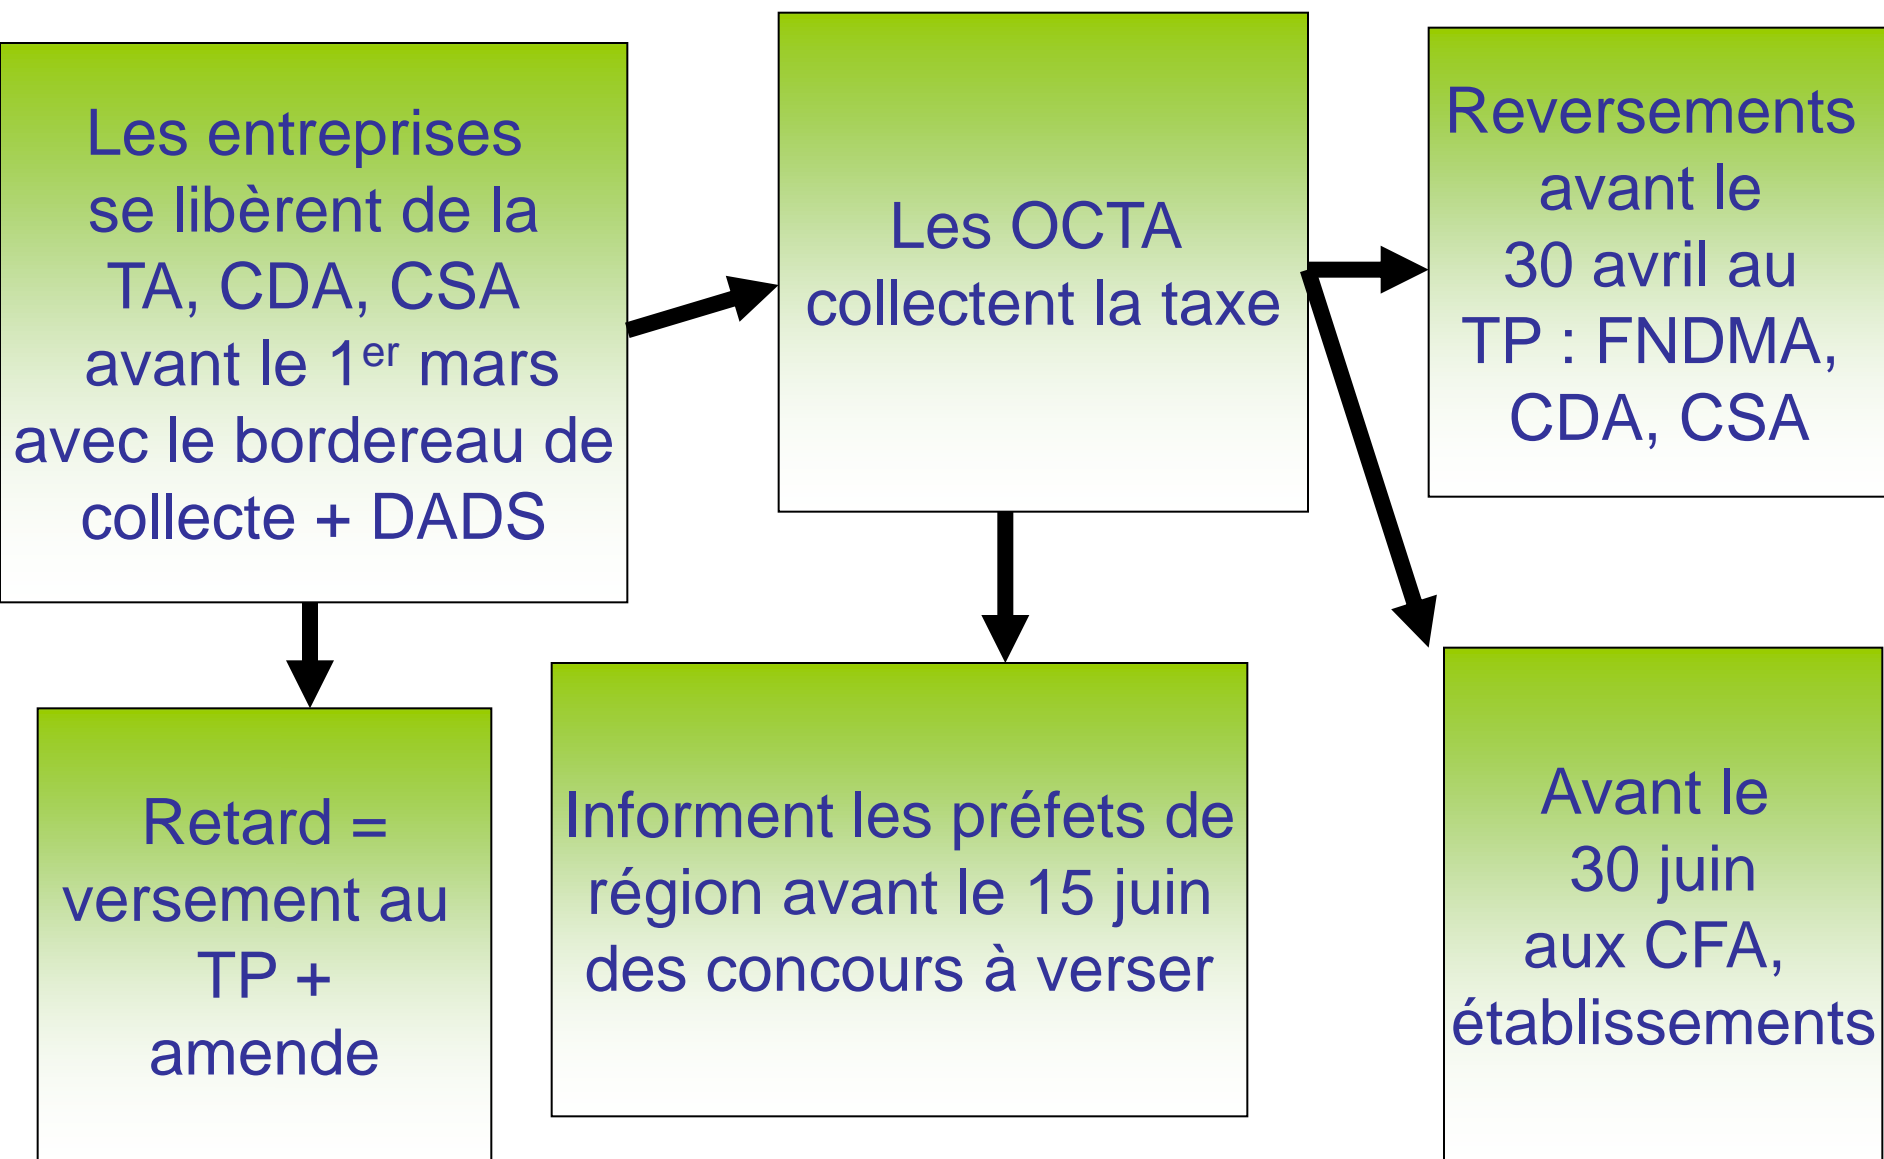 Les entreprises
se libèrent de la
TA, CDA, CSA
avant le 1er mars
avec le bordereau de
collecte + DADS
Les OCTA
collectent la taxe
Reversements
avant le
30 avril au
TP : FNDMA,
CDA, CSA
Retard =
versement au
TP +
amende
Informent les préfets de
région avant le 15 juin
des concours à verser
Avant le
30 juin
aux CFA,
établissements